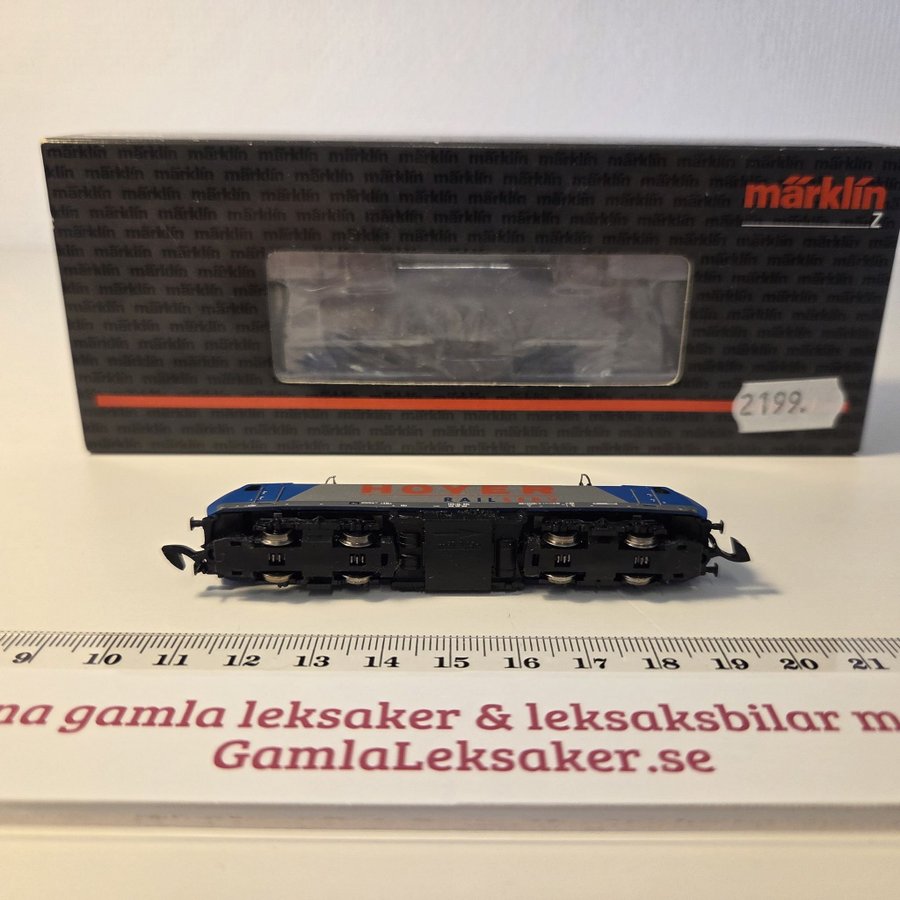 märklín
Z
2199.
HOVER
RAIL
9 10 11 12 13 14 15 16 17 18 19 20 21
na gamla leksaker & leksaksbilar m
GamlaLeksaker.se